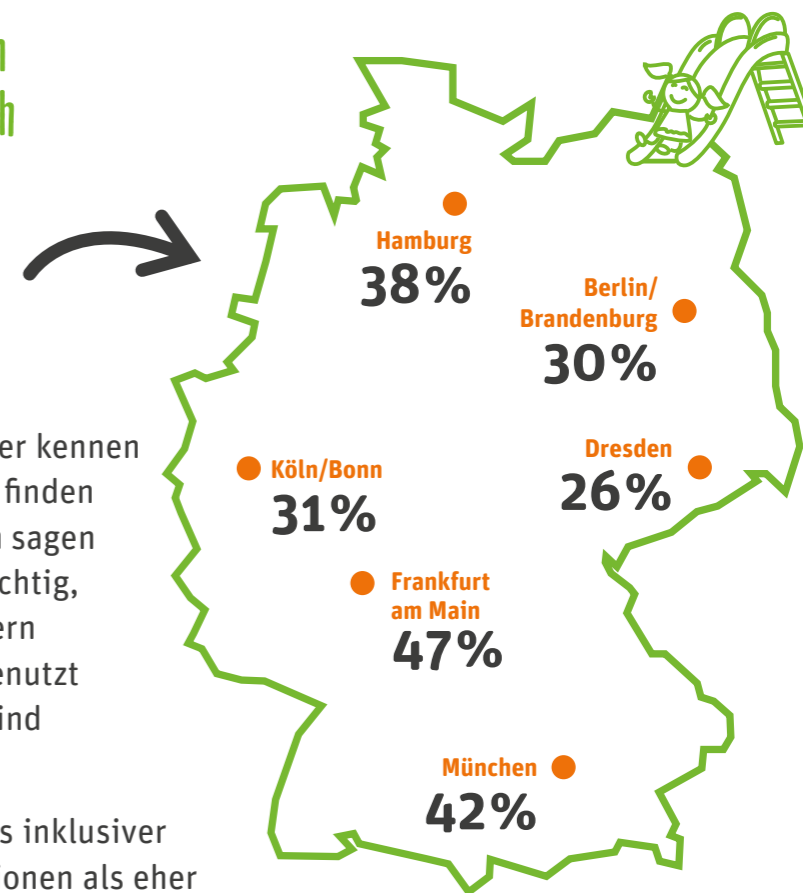 Hamburg
38%
Berlin/
Brandenburg
30%
Köln/Bonn
31%
Dresden
26%
Frankfurt
am Main
47%
München
42%
er kennen
finden
sagen
chtig,
ern
enutzt
ind
s inklusiver
ionen als eher